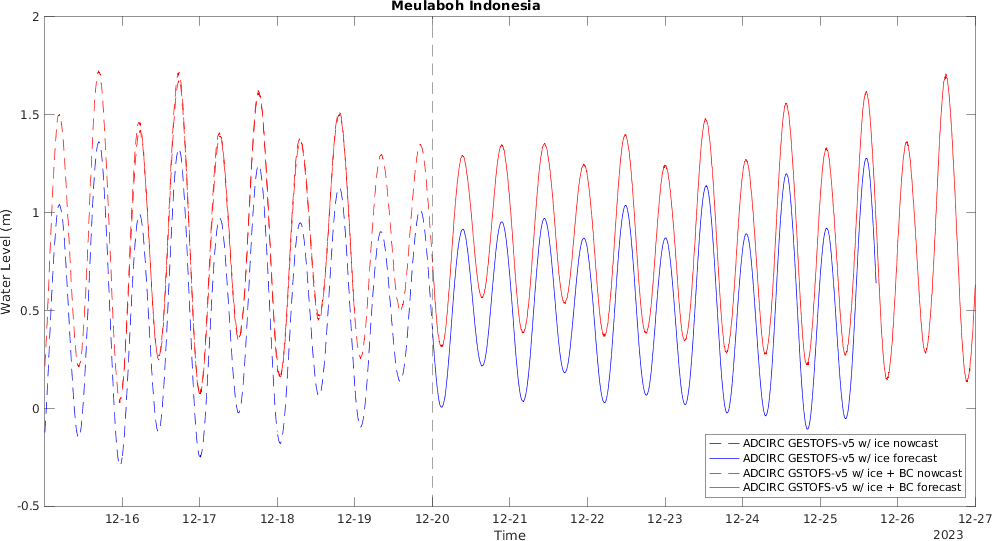 Meulaboh Indonesia
2
1.5
1
0.5
0
-0.5
Water Level (m)
12-16 12-17 12-18 12-19 12-20 12-21 12-22 12-23 12-24 12-25 12-26 12-27
Time
2023
ADCIRC GESTOFS-v5 w/ ice nowcast
ADCIRC GESTOFS-v5 w/ ice forecast
ADCIRC GSTOFS-v5 w/ ice + BC nowcast
ADCIRC GSTOFS-v5 w/ ice + BC forecast